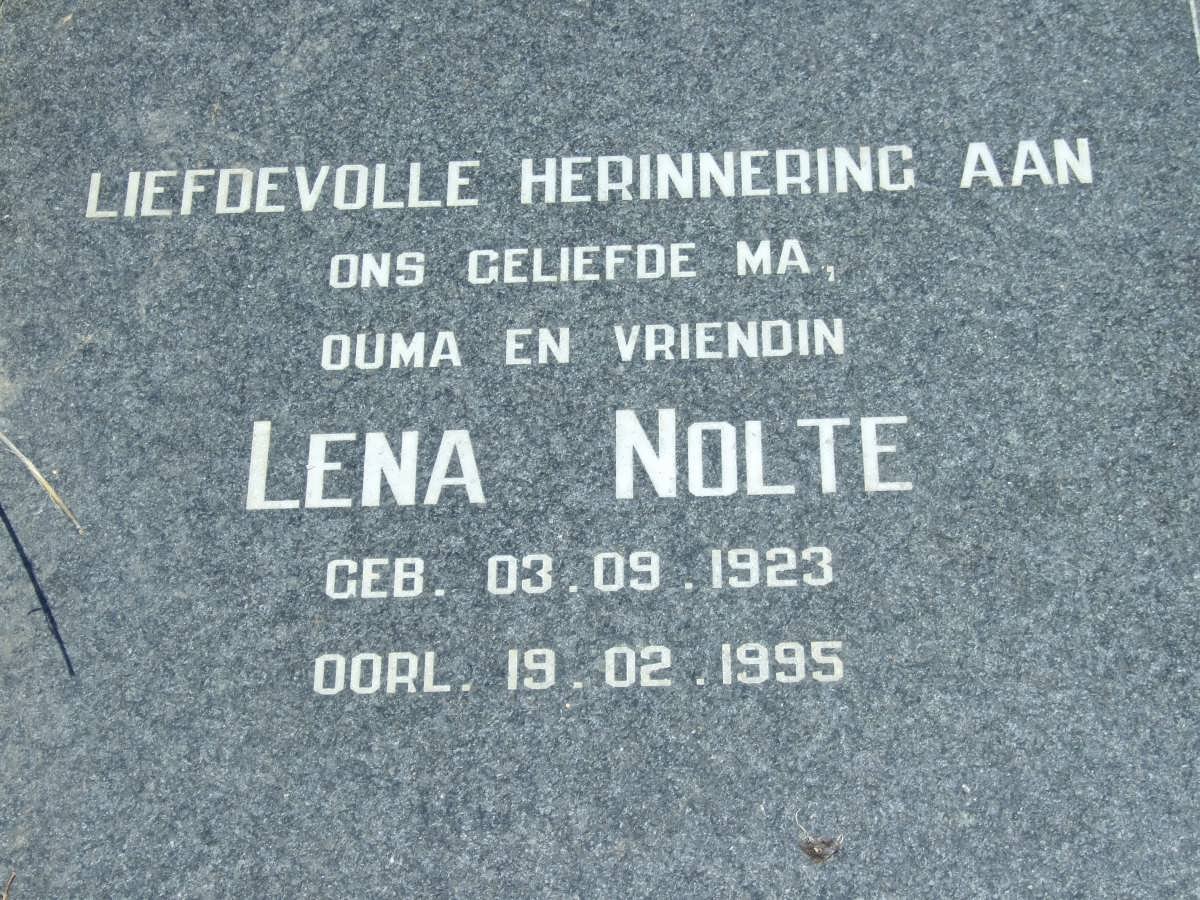 LIEFDEVOLLE HERINNERING AAN
ONS GELIEFDE MA,
OUMA EN VRIENDIN
LENA NOLTE
GEB. 03.09.1923
OORL. 19.02.1995